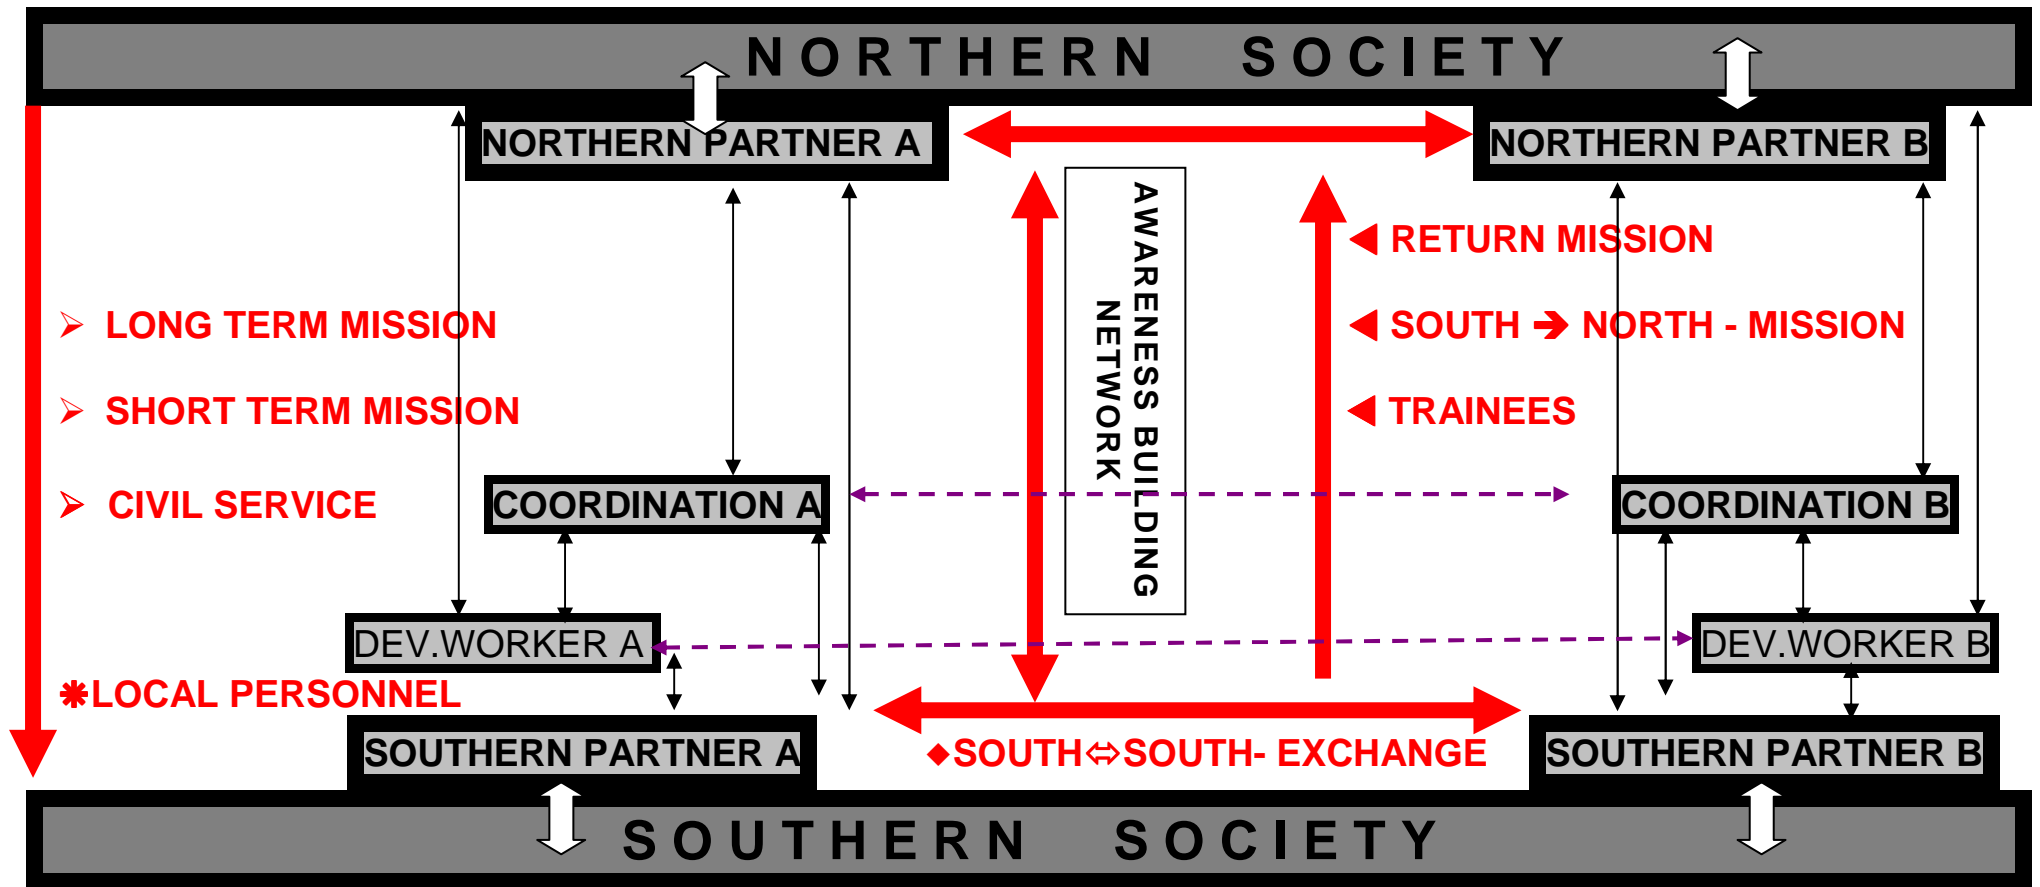 NORTHERN SOCIETY
NORTHERN PARTNER A
NORTHERN PARTNER B
AWARENESS BUILDING
NETWORK
◄ RETURN MISSION
➢ LONG TERM MISSION
◄ SOUTH ➔ NORTH - MISSION
➢ SHORT TERM MISSION
◄ TRAINEES
➢ CIVIL SERVICE
COORDINATION A
COORDINATION B
DEV.WORKER A
DEV.WORKER B
✱LOCAL PERSONNEL
SOUTHERN PARTNER A
◆SOUTH⬄SOUTH- EXCHANGE
SOUTHERN PARTNER B
SOUTHERN SOCIETY